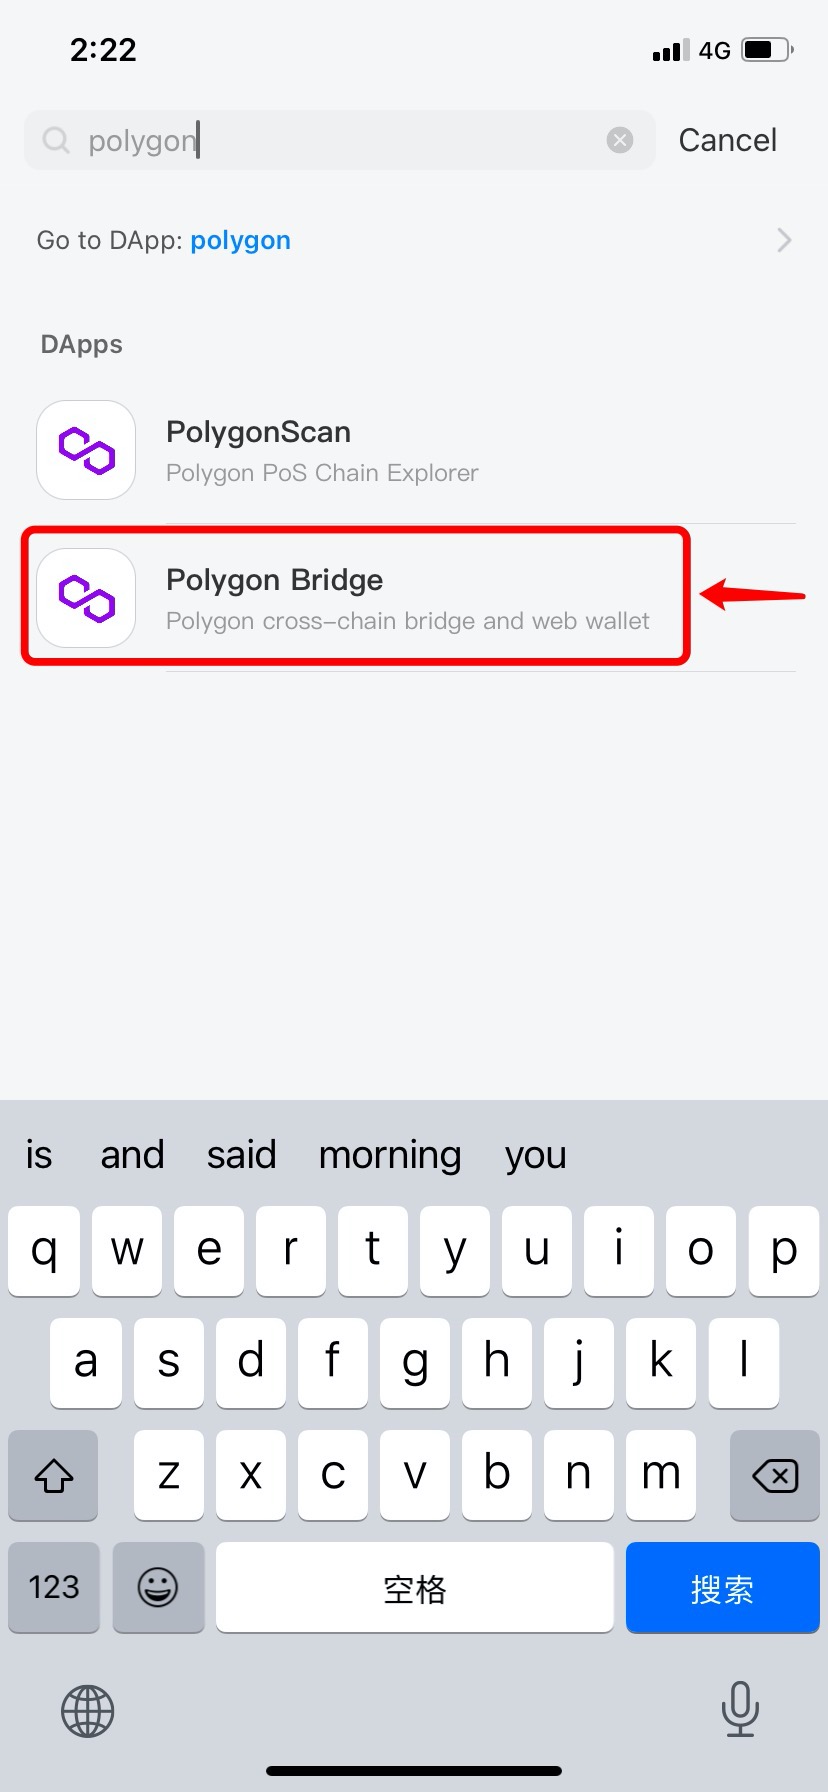 2:22
4G
polygon
Cancel
Go to DApp: polygon
DApps
PolygonScan
Polygon PoS Chain Explorer
Polygon Bridge
Polygon cross-chain bridge and web wallet
is and said morning you
q w e r t y u i o p
a s d f g h j k l
z x c v b n m
123 空格 搜索